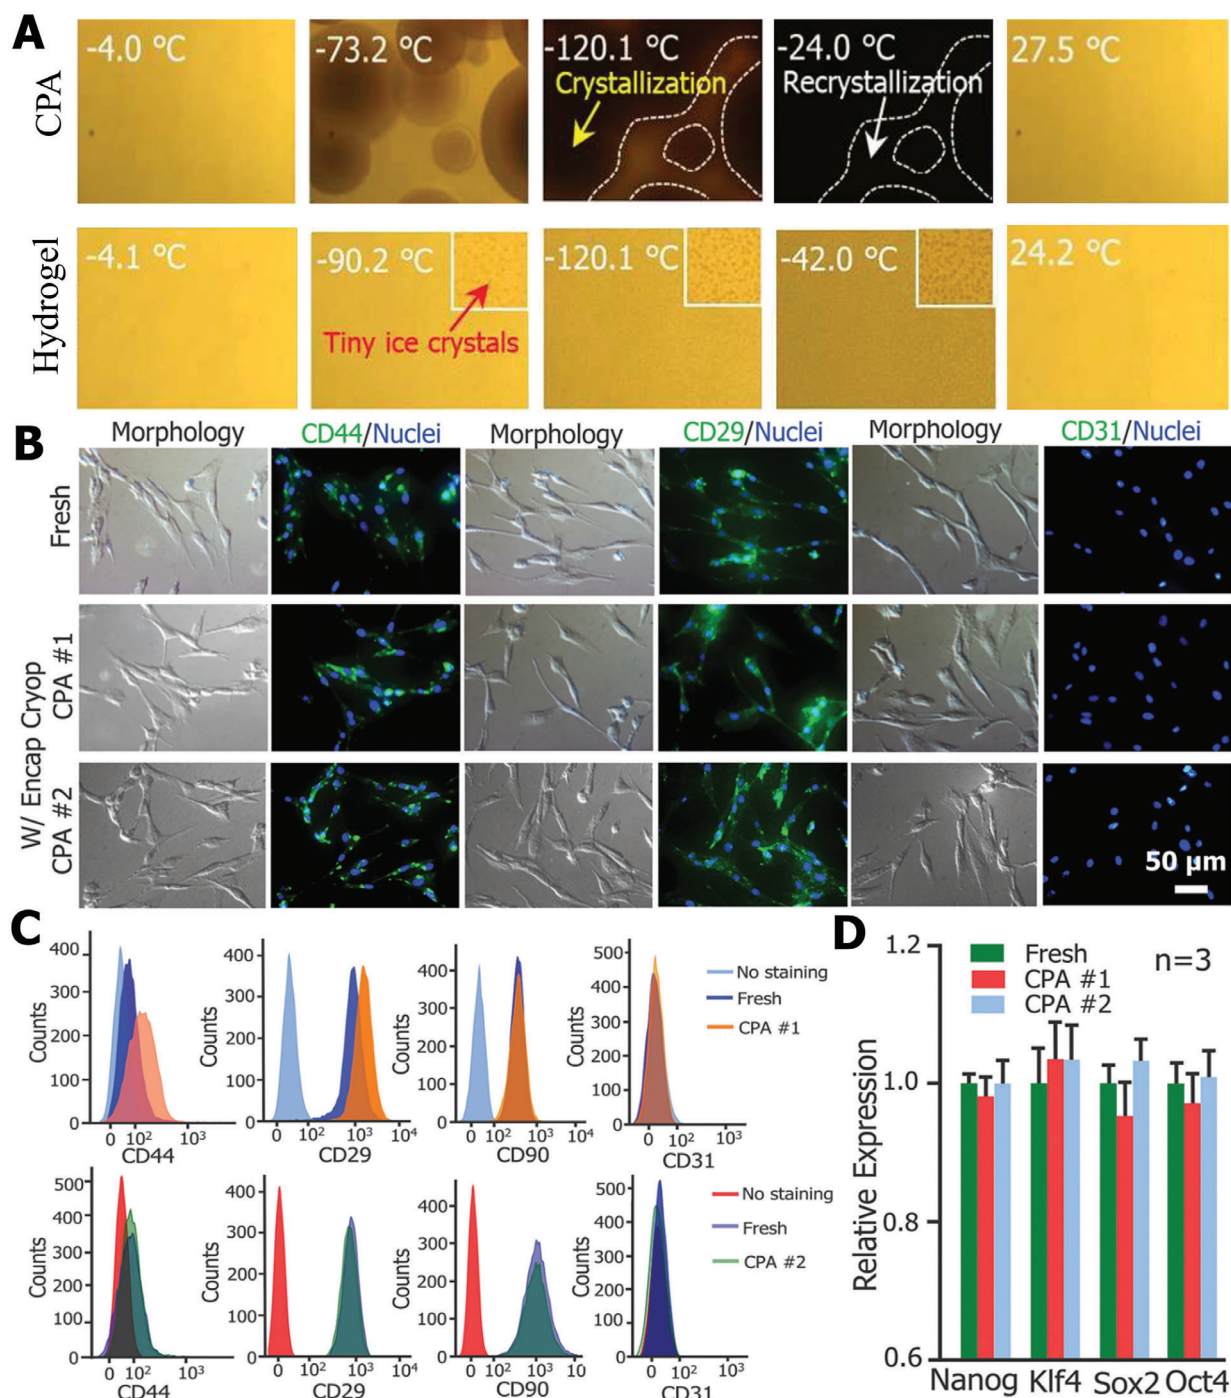 A
CPA
-4.0 °C
-73.2 °C
-120.1 °C
Crystallization
-24.0 °C
Recrystallization
27.5 °C
Hydrogel
-4.1 °C
-90.2 °C
Tiny ice crystals
-120.1 °C
-42.0 °C
24.2 °C
B
Morphology
CD44/Nuclei
Morphology
CD29/Nuclei
Morphology
CD31/Nuclei
Fresh
W/ Encap Cryop
CPA #1
CPA #2
50 µm
C
Counts
400
300
200
100
0
0 10² 10³
CD44
Counts
400
300
200
100
0
0 10² 10³ 10⁴
CD29
Counts
400
300
200
100
0
0 10² 10³ 10⁴
CD90
Counts
500
400
300
200
100
0
0 10² 10³
CD31
No staining
Fresh
CPA #1
Counts
500
400
300
200
100
0
0 10² 10³
CD44
Counts
400
300
200
100
0
0 10² 10³ 10⁴
CD29
Counts
400
300
200
100
0
0 10² 10³ 10
CD90
Counts
500
400
300
200
100
0
0 10² 10³
CD31
No staining
Fresh
CPA #2
D
Relative Expression
1.2
1.0
0.8
0.6
Fresh
CPA #1
CPA #2
n=3
Nanog Klf4 Sox2 Oct4